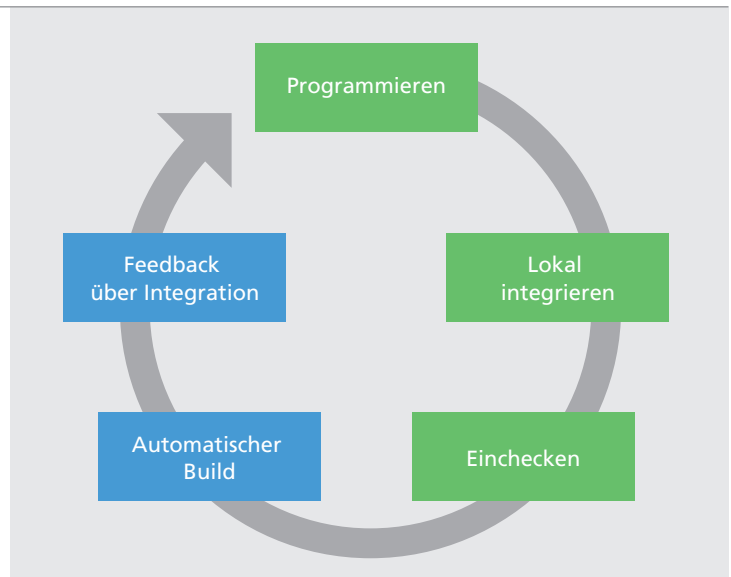 Programmieren
Lokal
integrieren
Einchecken
Automatischer
Build
Feedback
über Integration